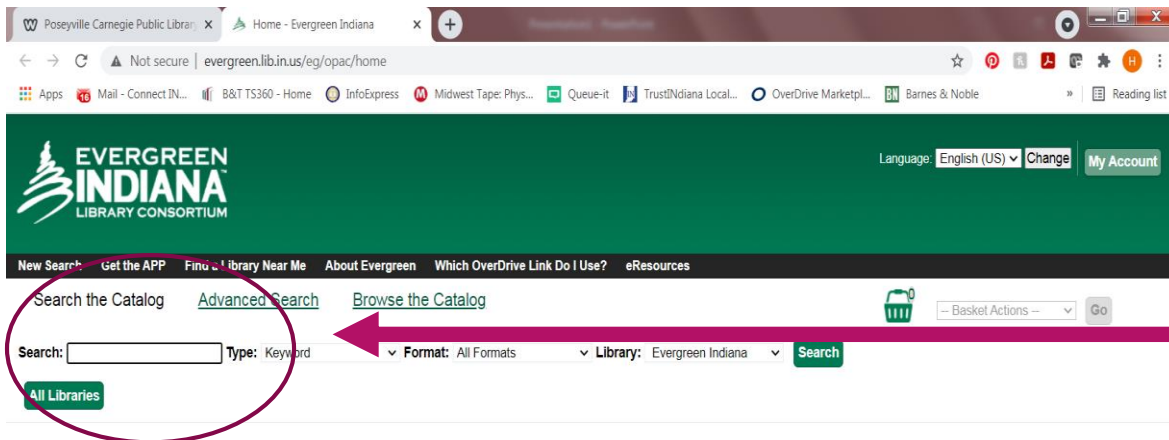 Poseyville Carnegie Public Librar
Home - Evergreen Indiana
Not secure | evergreen.lib.in.us/eg/opac/home
H
Apps
16
Mail - Connect IN...
B&T TS360 - Home
InfoExpress
Midwest Tape: Phys...
Queue-it
IN
TrustINdiana Local...
OverDrive Marketpl...
BN
Barnes & Noble
»
Reading list
EVERGREEN
INDIANA
LIBRARY CONSORTIUM
Language: English (US) Change
My Account
New Search Get the APP Find a Library Near Me About Evergreen Which OverDrive Link Do I Use? eResources
Search the Catalog Advanced Search Browse the Catalog
0
-- Basket Actions -- Go
Search: Type: Keyword Format: All Formats Library: Evergreen Indiana Search
All Libraries